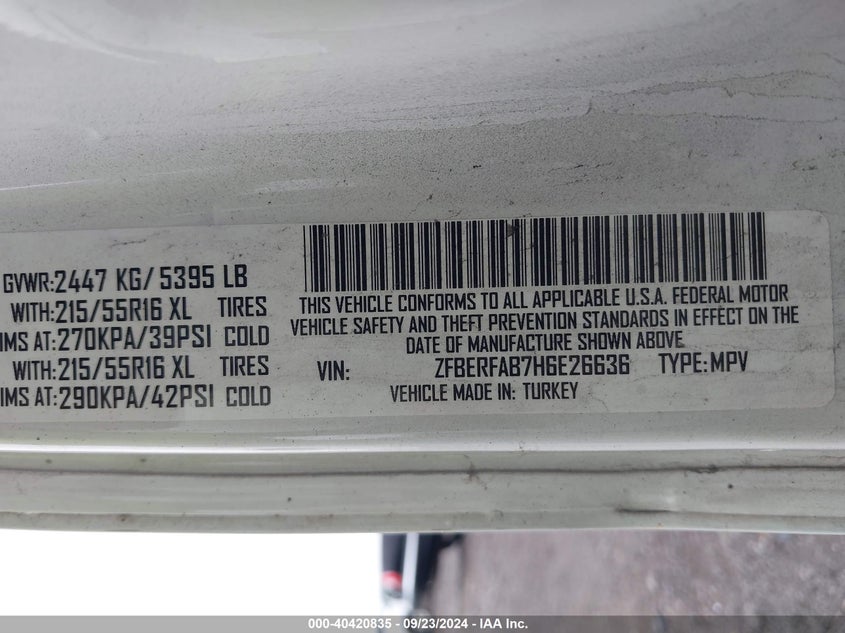 GVWR:2447 KG/ 5395 LB
WITH:215/55R16 XL TIRES
IMS AT:270KPA/39PSI COLD
WITH:215/55R16 XL TIRES
IMS AT:290KPA/42PSI COLD
THIS VEHICLE CONFORMS TO ALL APPLICABLE U.S.A. FEDERAL MOTOR
VEHICLE SAFETY AND THEFT PREVENTION STANDARDS IN EFFECT ON THE
DATE OF MANUFACTURE SHOWN ABOVE
VIN: ZFBERFAB7H6E26636 TYPE:MPV
VEHICLE MADE IN: TURKEY
000-40420835 - 09/23/2024 - IAA Inc.